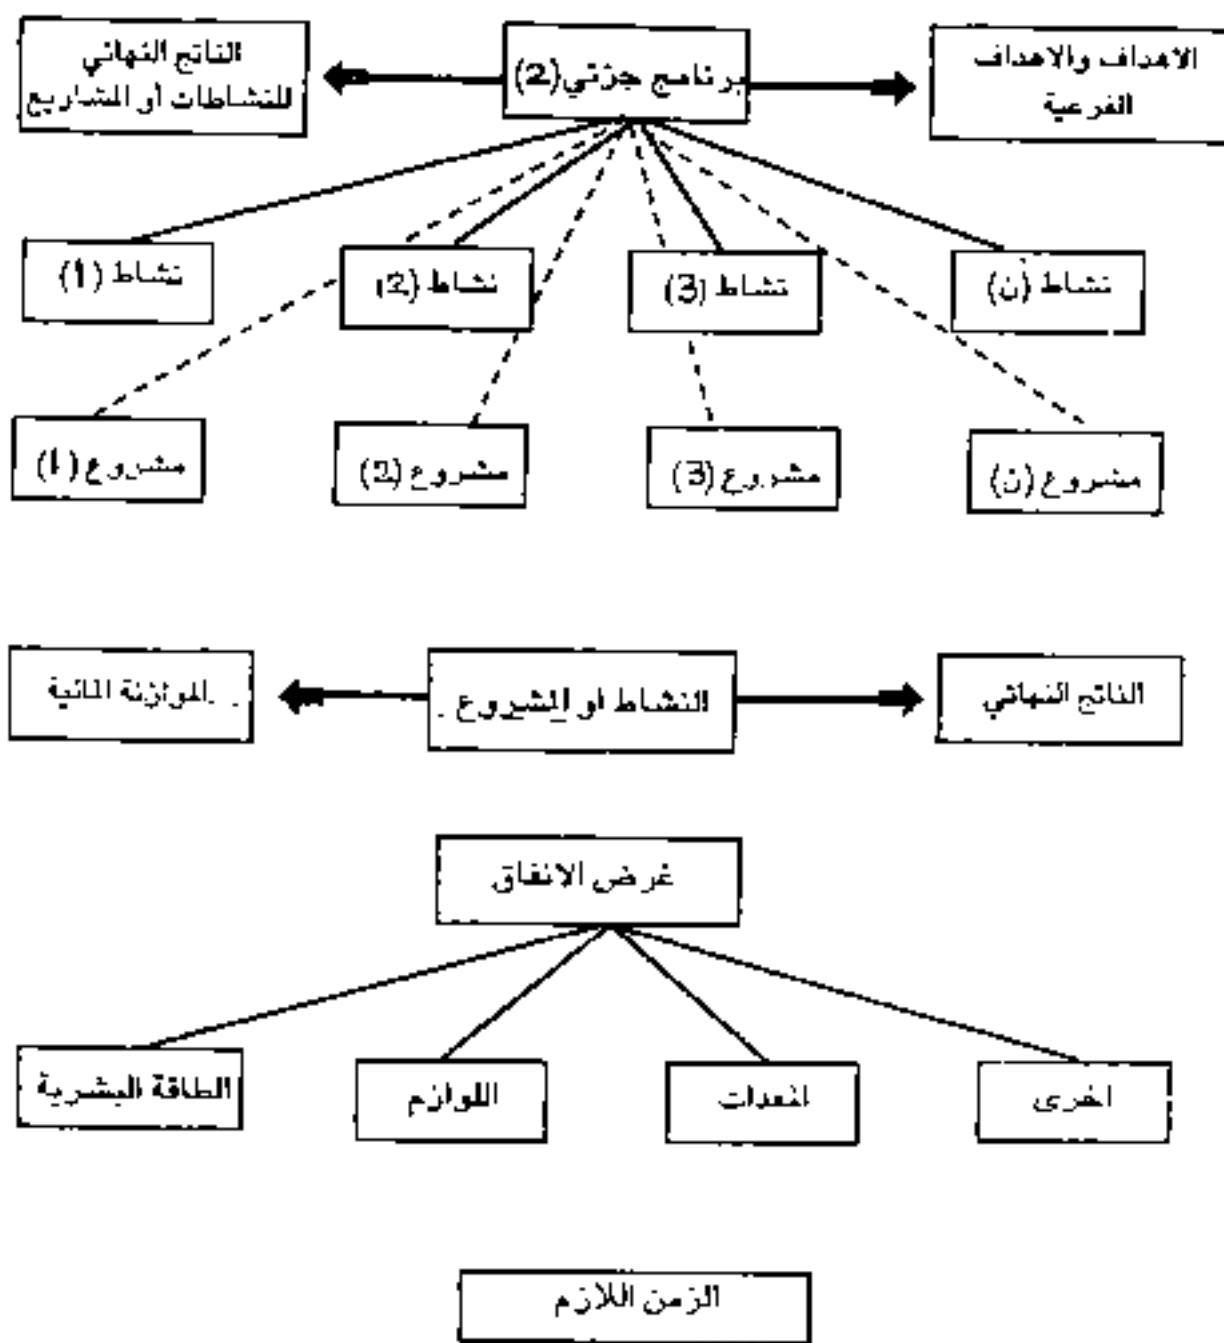 الاهداف والاهداف
الفرعية
برنامج جزئي (2)
الناتج النهائي
للنشاطات أو المشاريع
نشاط (ن)
نشاط (3)
نشاط (2)
نشاط (1)
مشروع (ن)
مشروع (3)
مشروع (2)
مشروع (1)
الناتج النهائي
النشاط أو المشروع
الموازنة المالية
غرض الانفاق
اخرى
المعدات
اللوازم
الطاقة البشرية
الزمن اللازم